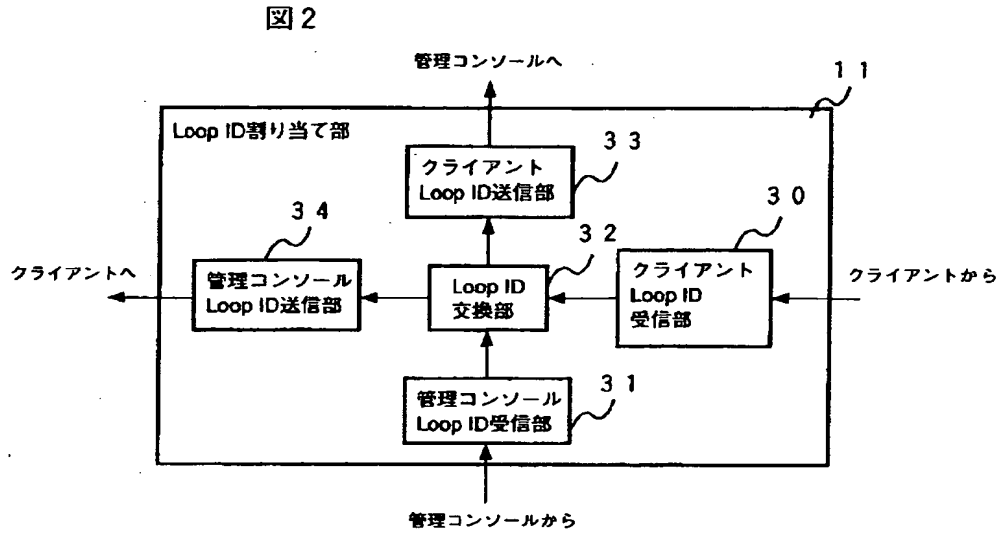 図2
管理コンソールへ
11
Loop ID割り当て部
33
クライアント
Loop ID送信部
34
32
30
クライアントへ
管理コンソール
Loop ID送信部
Loop ID
交換部
クライアント
Loop ID
受信部
クライアントから
31
管理コンソール
Loop ID受信部
管理コンソールから